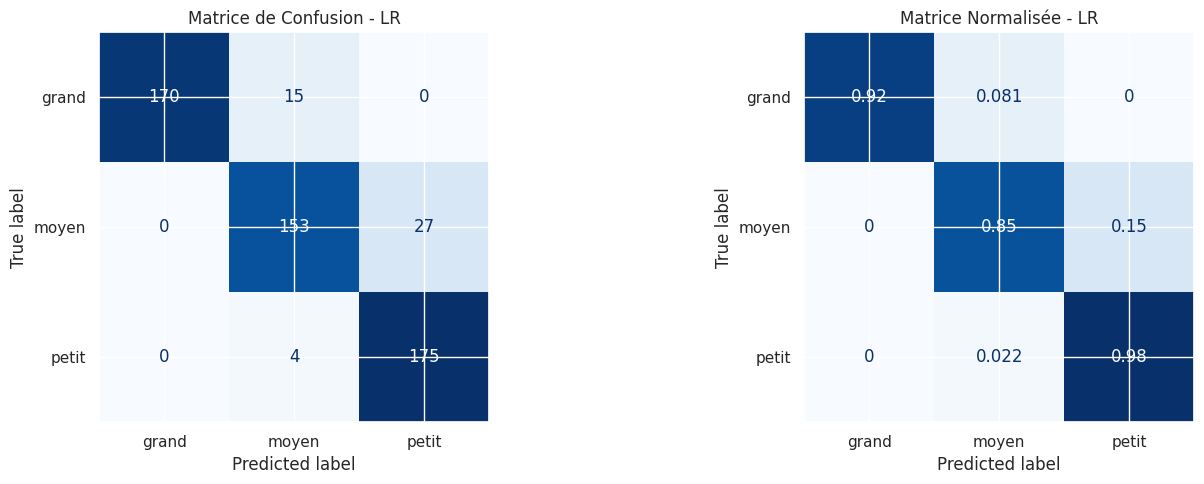 Matrice de Confusion - LR
True label
grand 170 15 0
moyen 0 153 27
petit 0 4 175
grand moyen petit
Predicted label
Matrice Normalisée - LR
True label
grand 0.92 0.081 0
moyen 0 0.85 0.15
petit 0 0.022 0.98
grand moyen petit
Predicted label